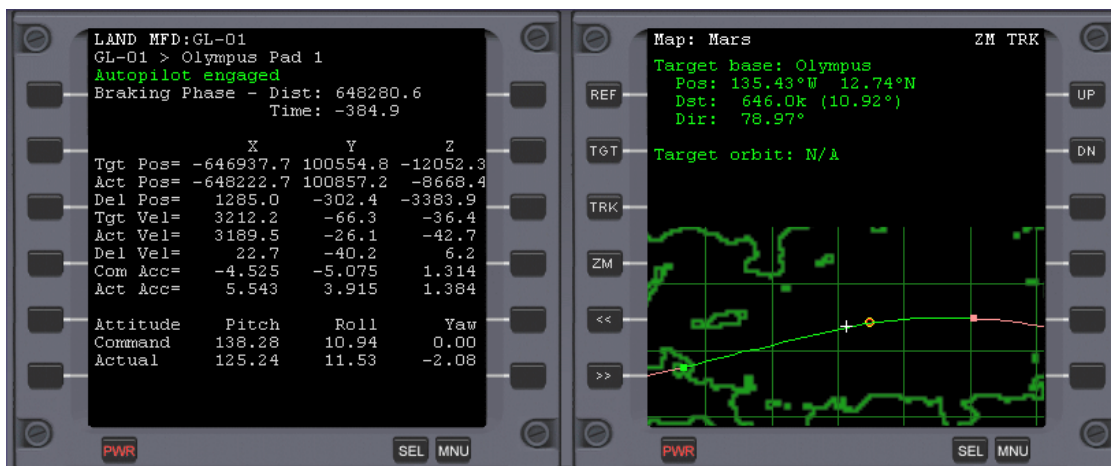 LAND MFD:GL-01
GL-01 > Olympus Pad 1
Autopilot engaged
Braking Phase - Dist: 648280.6
Time: -384.9
X Y Z
Tgt Pos= -646937.7 100554.8 -12052.3
Act Pos= -648222.7 100857.2 -8668.4
Del Pos= 1285.0 -302.4 -3383.9
Tgt Vel= 3212.2 -66.3 -36.4
Act Vel= 3189.5 -26.1 -42.7
Del Vel= 22.7 -40.2 6.2
Com Acc= -4.525 -5.075 1.314
Act Acc= 5.543 3.915 1.384
Attitude Pitch Roll Yaw
Command 138.28 10.94 0.00
Actual 125.24 11.53 -2.08
PWR SEL MNU
Map: Mars ZM TRK
Target base: Olympus
Pos: 135.43°W 12.74°N
Dst: 646.0k (10.92°)
Dir: 78.97°
Target orbit: N/A
REF
TGT
TRK
ZM
<<
>>
UP
DN
PWR SEL MNU